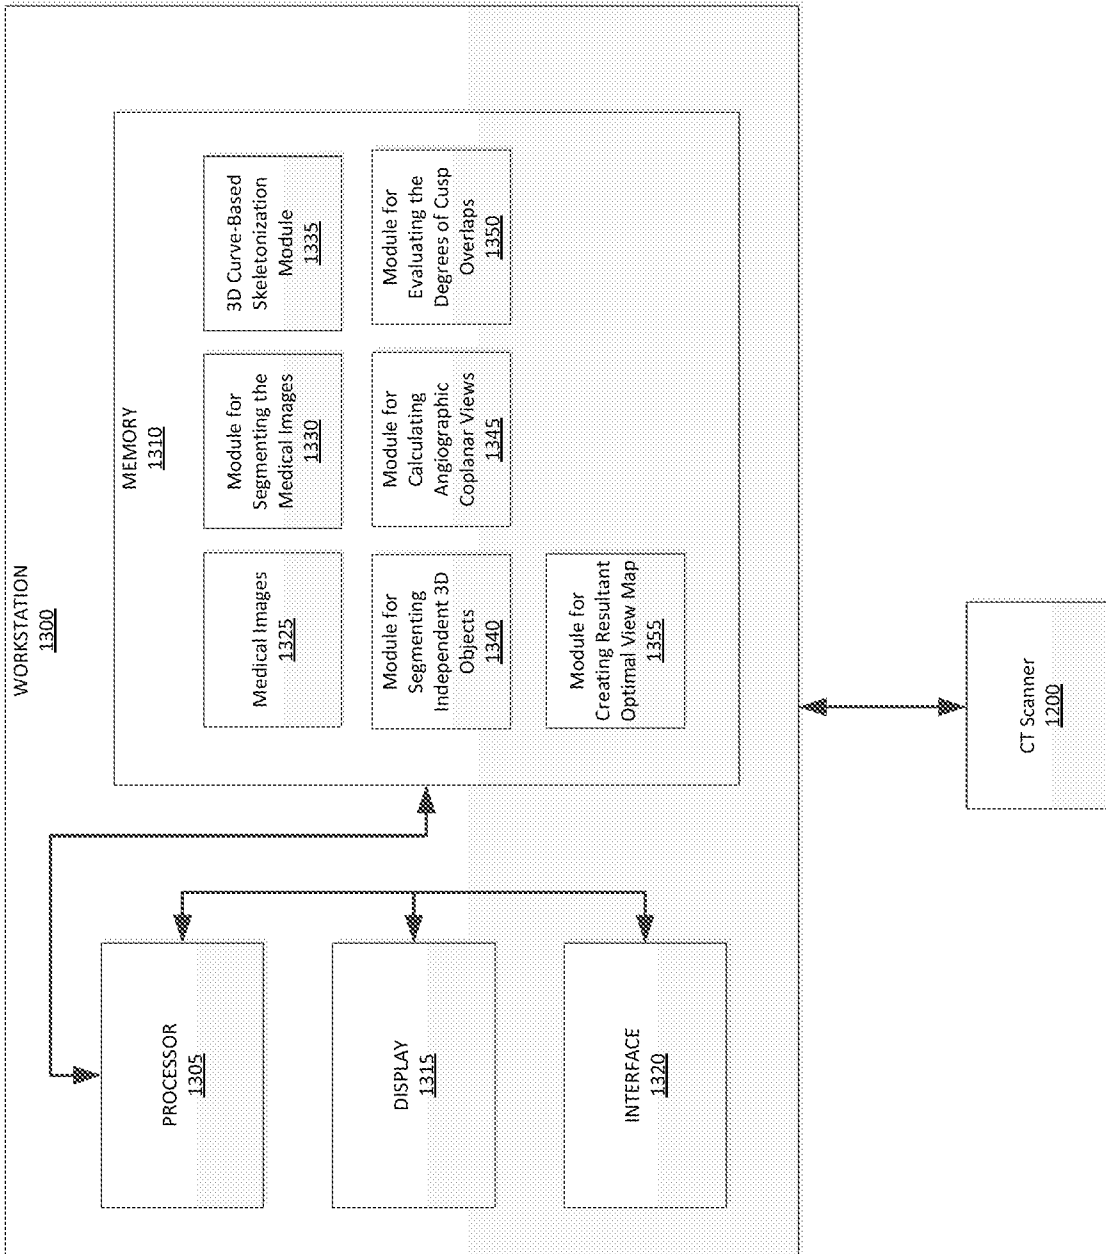 WORKSTATION
1300
PROCESSOR
1305
DISPLAY
1315
INTERFACE
1320
MEMORY
1310
Medical Images
1325
Module for
Segmenting the
Medical Images
1330
3D Curve-Based
Skeletonization
Module
1335
Module for
Segmenting
Independent 3D
Objects
1340
Module for
Calculating
Angiographic
Coplanar Views
1345
Module for
Evaluating the
Degrees of Cusp
Overlaps
1350
Module for
Creating Resultant
Optimal View Map
1355
CT Scanner
1200